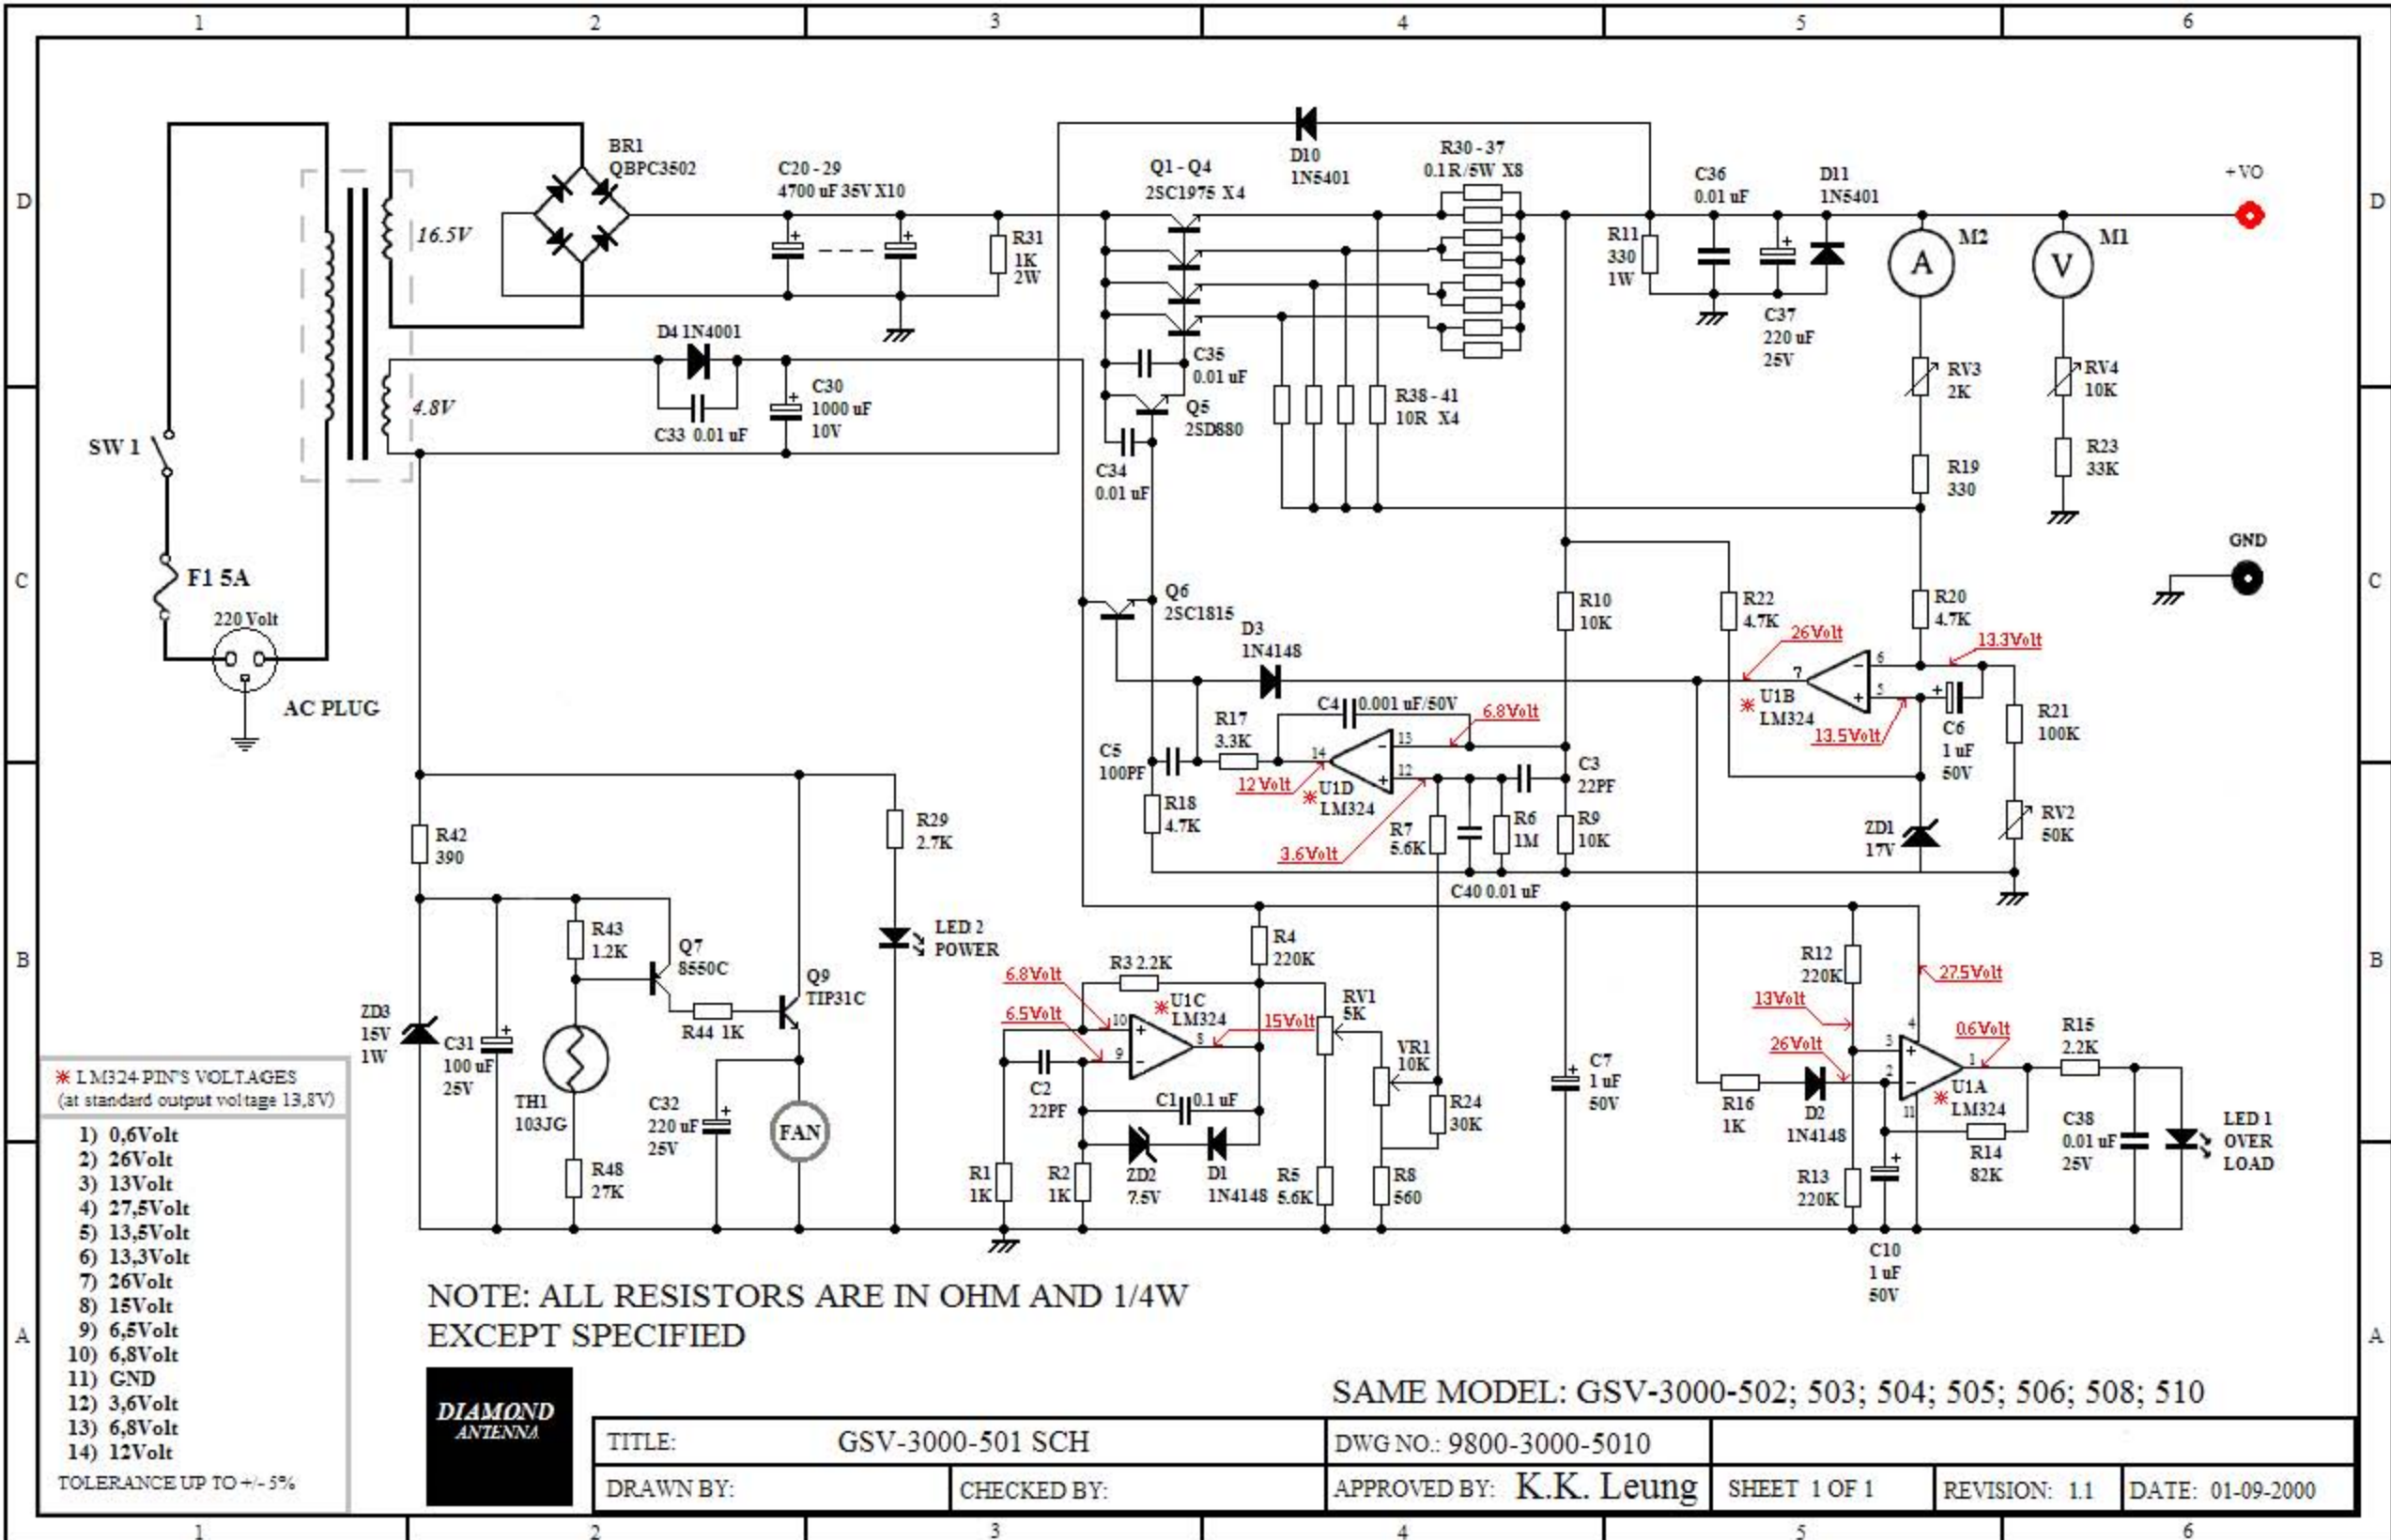 1
2
3
4
5
6
D
C
B
A
D
C
B
A
BR1
QBPC3502
C20 - 29
4700 uF 35V X10
16.5V
R31
1K
2W
D4 1N4001
C33 0.01 uF
C30
1000 uF
10V
4.8V
SW 1
F1 5A
220 Volt
AC PLUG
D10
1N5401
Q1 - Q4
2SC1975 X 4
R30 - 37
0.1 R/5W X8
C35
0.01 uF
Q5
2SD880
C34
0.01 uF
R38 - 41
10R X4
R11
330
1W
C36
0.01 uF
D11
1N5401
C37
220 uF
25V
A
M2
V
M1
+ VO
RV3
2K
RV4
10K
R19
330
R23
33K
GND
Q6
2SC1815
D3
1N4148
R10
10K
R22
4.7K
R20
4.7K
26Volt
13.3Volt
7
6
5
-
+
U1B
LM324
13.5Volt
+
C6
1 uF
50V
R21
100K
RV2
50K
ZD1
17V
C4
0.001 uF/50V
6.8Volt
R17
3.3K
C5
100PF
14
13
12
-
+
12Volt
U1D
LM324
C3
22PF
R18
4.7K
R7
5.6K
R6
1M
R9
10K
3.6Volt
C40 0.01 uF
R42
390
R29
2.7K
R43
1.2K
Q7
8550C
LED 2
POWER
Q9
TIP31C
R44 1K
ZD3
15V
1W
C31
100 uF
25V
TH1
103JG
C32
220 uF
25V
FAN
R48
27K
R4
220K
R3 2.2K
6.8Volt
6.5Volt
U1C
LM324
10
9
8
+
-
15Volt
RV1
5K
C2
22PF
C1
0.1 uF
VR1
10K
R24
30K
R1
1K
R2
1K
ZD2
7.5V
D1
1N4148
R5
5.6K
R8
560
C7
1 uF
50V
R12
220K
27.5Volt
13Volt
26Volt
0.6Volt
4
3
2
1
11
+
-
U1A
LM324
R15
2.2K
R16
1K
D2
1N4148
R14
82K
C38
0.01 uF
25V
LED 1
OVER
LOAD
R13
220K
C10
1 uF
50V
※ LM324 PIN'S VOLTAGES
(at standard output voltage 13,8V)
1) 0,6Volt
2) 26Volt
3) 13Volt
4) 27,5Volt
5) 13,5Volt
6) 13,3Volt
7) 26Volt
8) 15Volt
9) 6,5Volt
10) 6,8Volt
11) GND
12) 3,6Volt
13) 6,8Volt
14) 12Volt
TOLERANCE UP TO +/- 5%
NOTE: ALL RESISTORS ARE IN OHM AND 1/4W
EXCEPT SPECIFIED
DIAMOND
ANTENNA
SAME MODEL: GSV-3000-502; 503; 504; 505; 506; 508; 510
TITLE: GSV-3000-501 SCH
DWG NO.: 9800-3000-5010
DRAWN BY:
CHECKED BY:
APPROVED BY: K.K. Leung
SHEET 1 OF 1
REVISION: 1.1
DATE: 01-09-2000
1
2
3
4
5
6